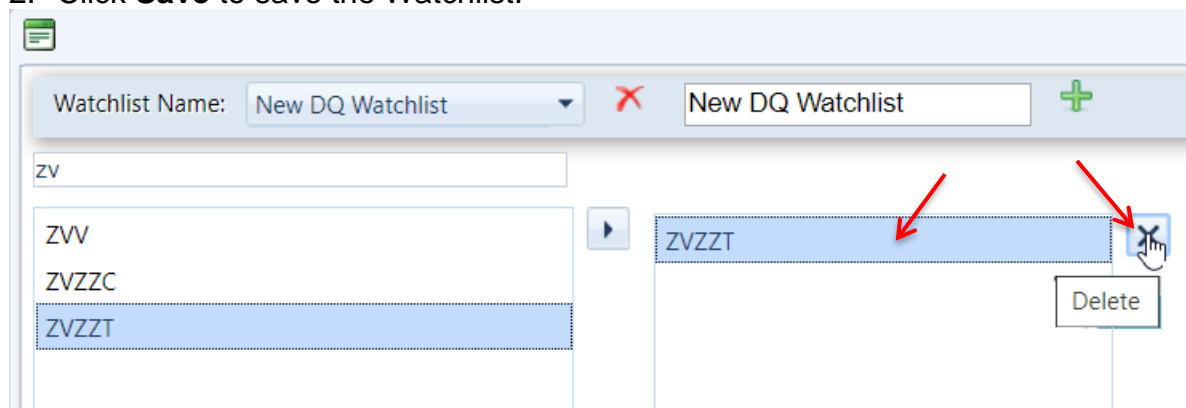 2. Click Save to save the Watchlist.
Watchlist Name: New DQ Watchlist New DQ Watchlist
zv
ZVV
ZVZZT
ZVZZC
Delete
ZVZZT